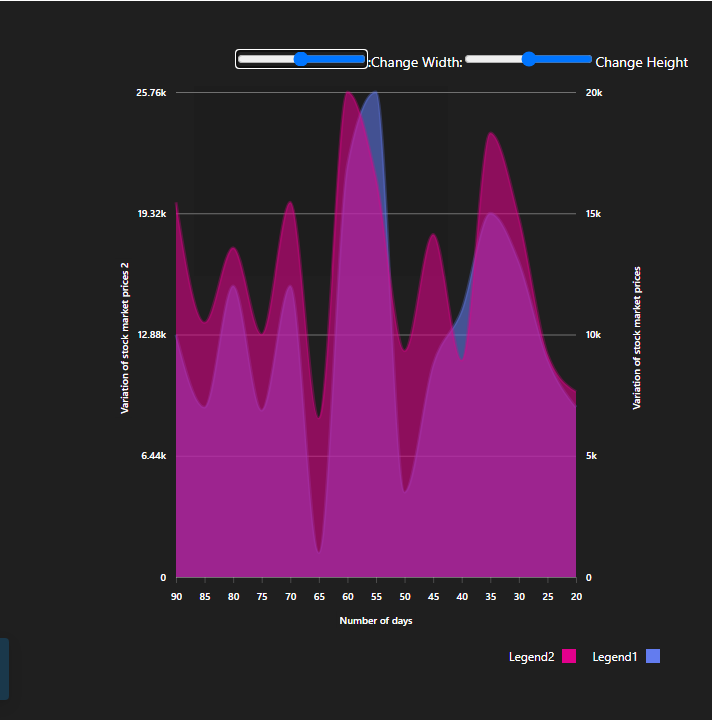 :Change Width: Change Height
25.76k
19.32k
12.88k
6.44k
0
Variation of stock market prices 2
20k
15k
10k
5k
0
Variation of stock market prices
90 85 80 75 70 65 60 55 50 45 40 35 30 25 20
Number of days
Legend2 Legend1